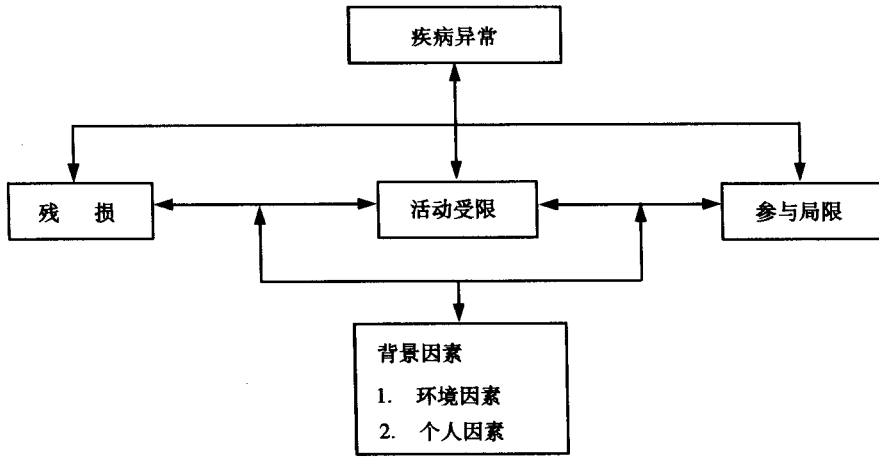 疾病异常
残 损
活动受限
参与局限
背景因素
1. 环境因素
2. 个人因素